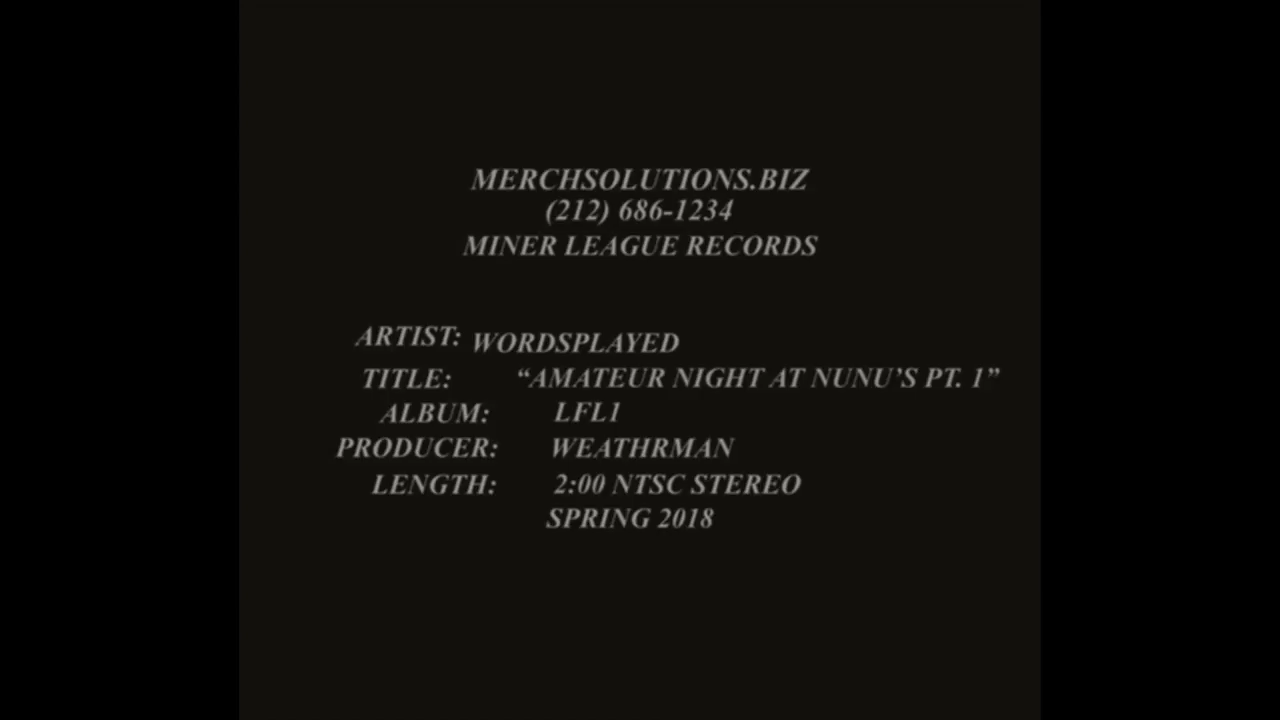 MERCHSOLUTIONS.BIZ
(212) 686-1234
MINER LEAGUE RECORDS
ARTIST: WORDSPLAYED
TITLE: “AMATEUR NIGHT AT NUNU’S PT. 1”
ALBUM: LFL1
PRODUCER: WEATHRMAN
LENGTH: 2:00 NTSC STEREO
SPRING 2018